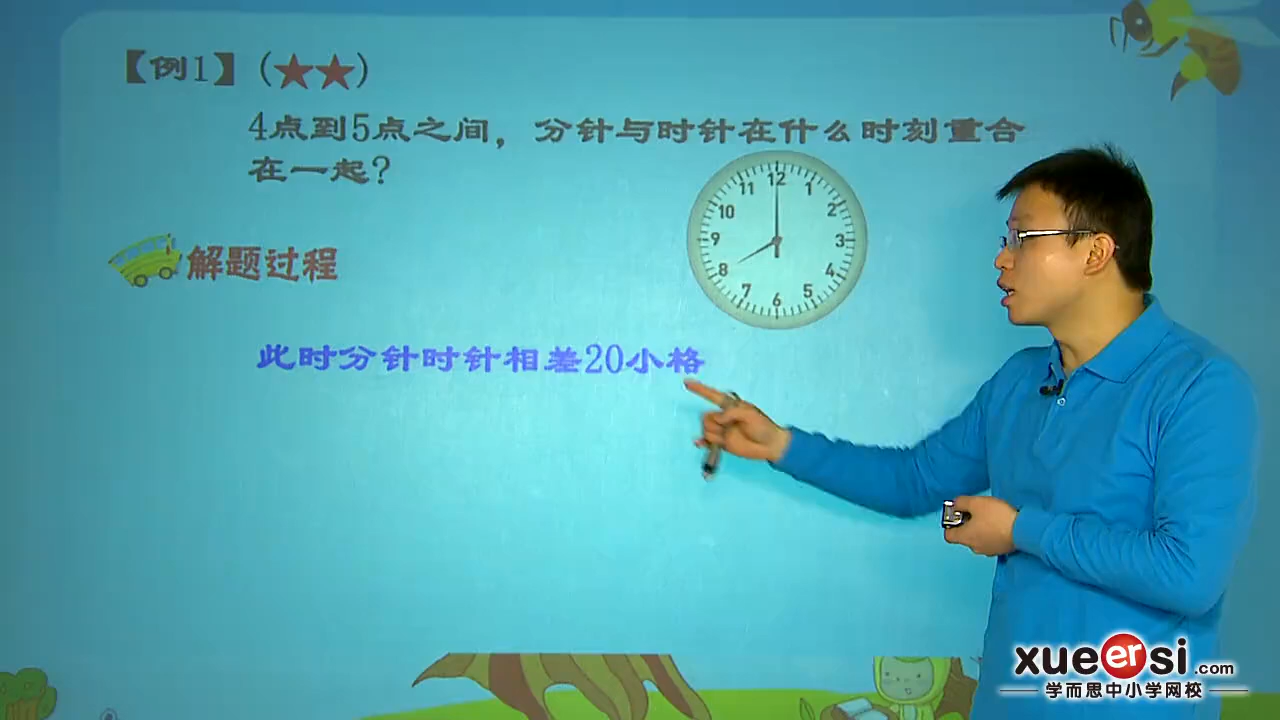 【例1】(★★)
4点到5点之间，分针与时针在什么时刻重合
在一起?
12
11
1
10
2
9
3
8
4
7
5
6
解题过程
此时分针时针相差20小格
xueersi.com
学而思中小学网校